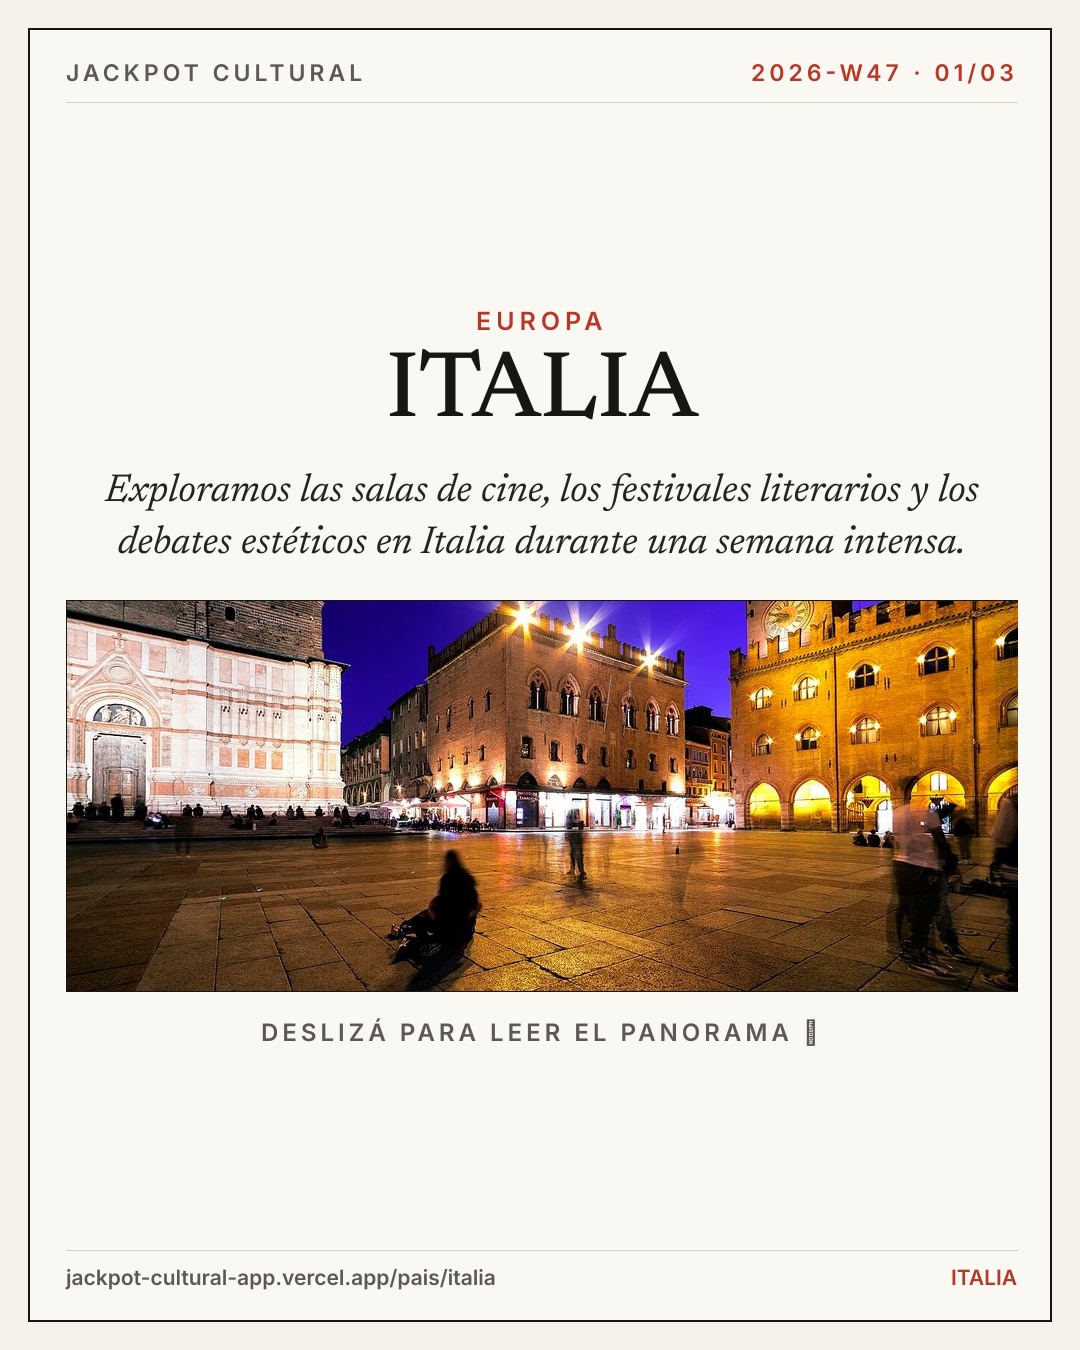 JACKPOT CULTURAL
2026-W47 · 01/03
EUROPA
ITALIA
Exploramos las salas de cine, los festivales literarios y los
debates estéticos en Italia durante una semana intensa.
DESLIZÁ PARA LEER EL PANORAMA
jackpot-cultural-app.vercel.app/pais/italia
ITALIA